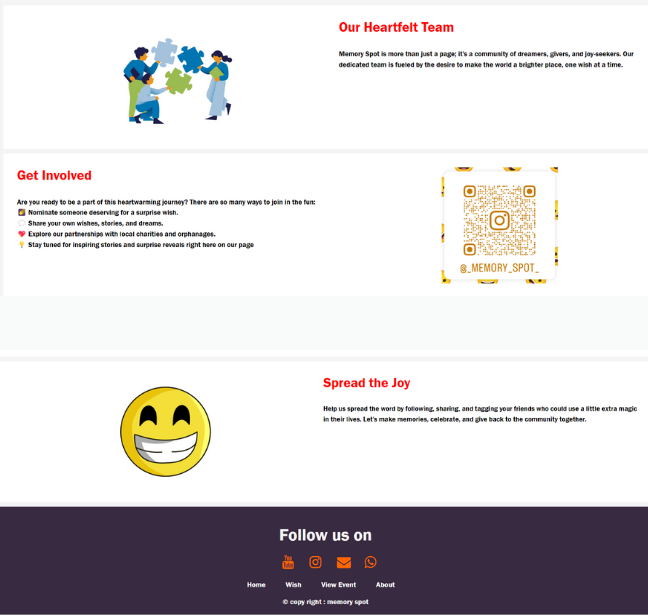 Our Heartfelt Team
Memory Spot is more than just a page; it's a community of dreamers, givers, and joy-seekers. Our
dedicated team is fueled by the desire to make the world a brighter place, one wish at a time.
Get Involved
Are you ready to be a part of this heartwarming journey? There are so many ways to join in the fun:
🌠 Nominate someone deserving for a surprise wish.
💭 Share your own wishes, stories, and dreams.
💖 Explore our partnerships with local charities and orphanages.
💡 Stay tuned for inspiring stories and surprise reveals right here on our page
@_MEMORY_SPOT_
Spread the Joy
Help us spread the word by following, sharing, and tagging your friends who could use a little extra magic
in their lives. Let's make memories, celebrate, and give back to the community together.
Follow us on
You Tube
Home Wish View Event About
© copy right : memory spot